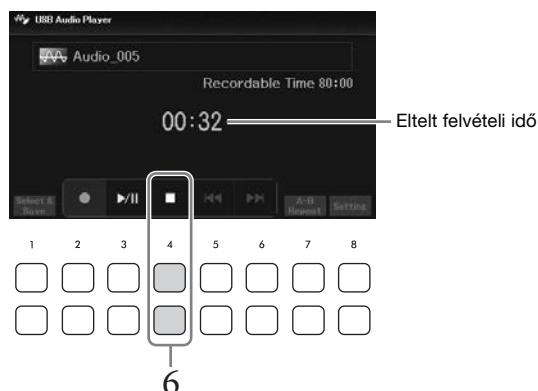 USB Audio Player
Audio_005
Recordable Time 80:00
00:32
Eltelt felvételi idő
Select & Save
A-B Repeat
Setting
1 2 3 4 5 6 7 8
6